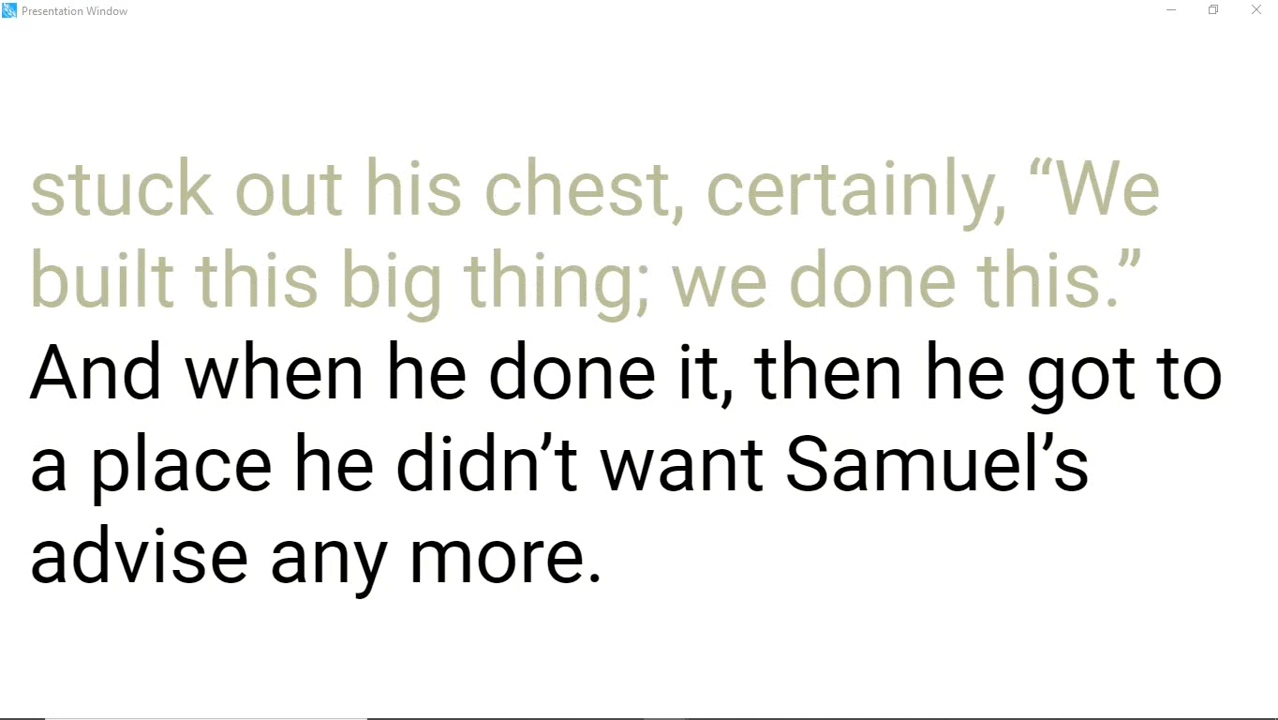 Presentation Window
stuck out his chest, certainly, “We
built this big thing; we done this.”
And when he done it, then he got to
a place he didn’t want Samuel’s
advise any more.